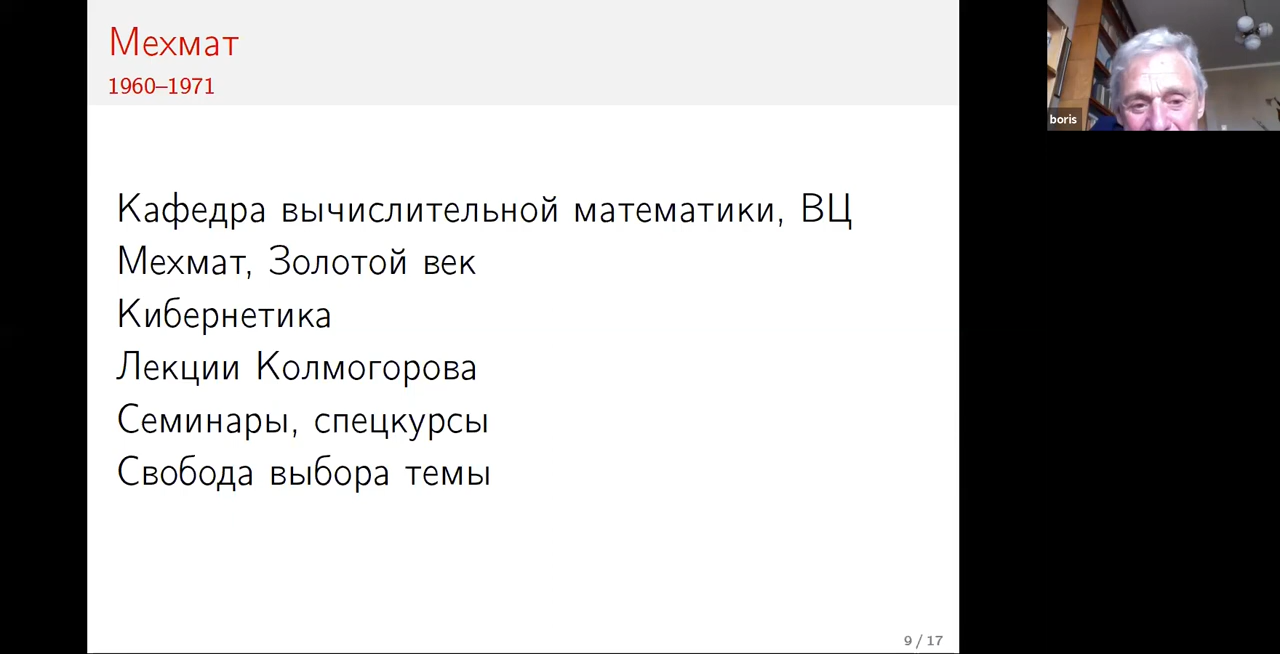 Мехмат
1960–1971
Кафедра вычислительной математики, ВЦ
Мехмат, Золотой век
Кибернетика
Лекции Колмогорова
Семинары, спецкурсы
Свобода выбора темы
9 / 17
boris